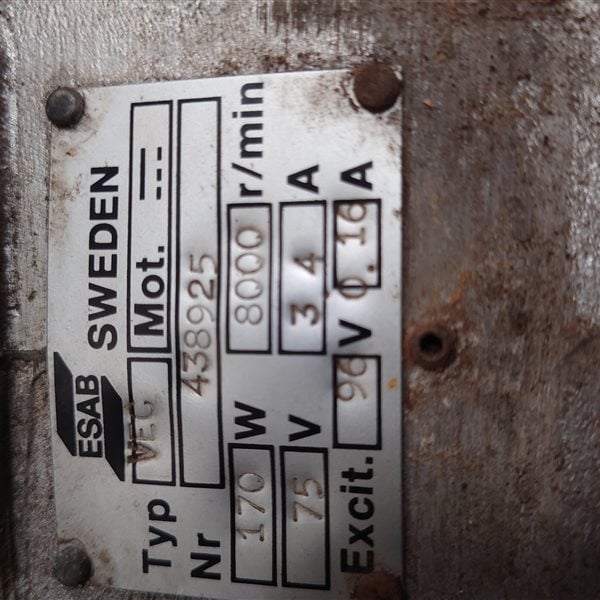 ESAB SWEDEN
Typ VEC Mot.
Nr 438925
170 W 8000 r/min
75 V 3 4 A
Excit. 96 V 0.16 A